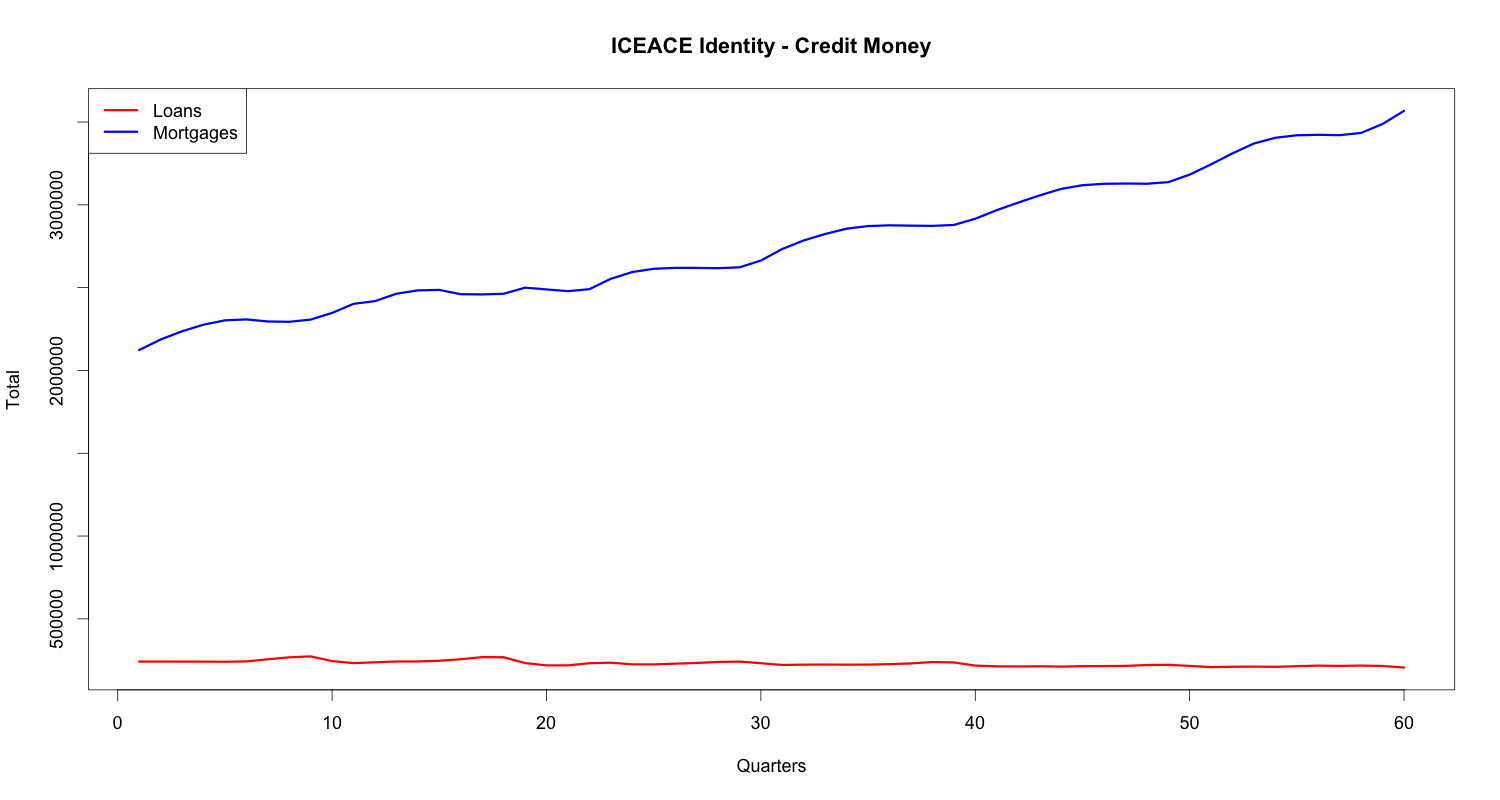 ICEACE Identity - Credit Money
Loans
Mortgages
Total
3000000
2000000
1000000
500000
0 10 20 30 40 50 60
Quarters